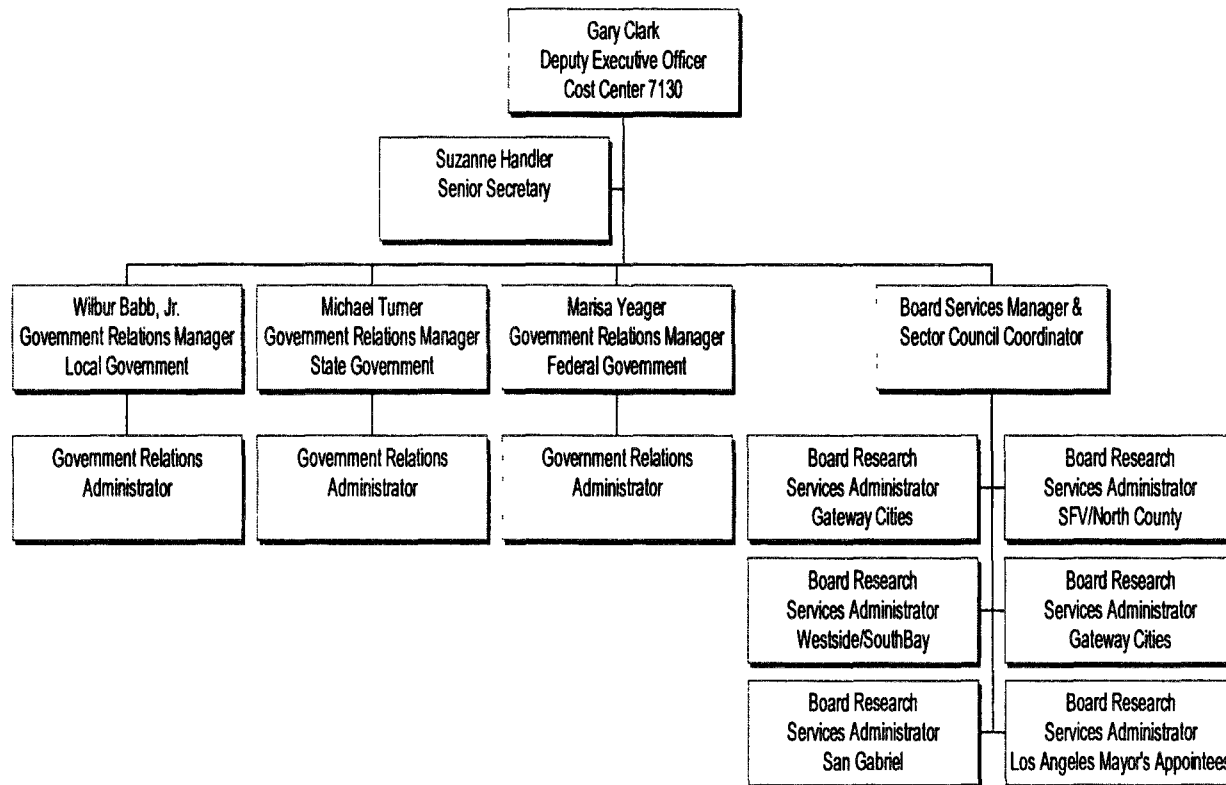 Gary Clark
Deputy Executive Officer
Cost Center 7130
Suzanne Handler
Senior Secretary
Wilbur Babb, Jr.
Government Relations Manager
Local Government
Michael Turner
Government Relations Manager
State Government
Marisa Yeager
Government Relations Manager
Federal Government
Board Services Manager &
Sector Council Coordinator
Government Relations
Administrator
Government Relations
Administrator
Government Relations
Administrator
Board Research
Services Administrator
Gateway Cities
Board Research
Services Administrator
SFV/North County
Board Research
Services Administrator
Westside/SouthBay
Board Research
Services Administrator
Gateway Cities
Board Research
Services Administrator
San Gabriel
Board Research
Services Administrator
Los Angeles Mayor's Appointees